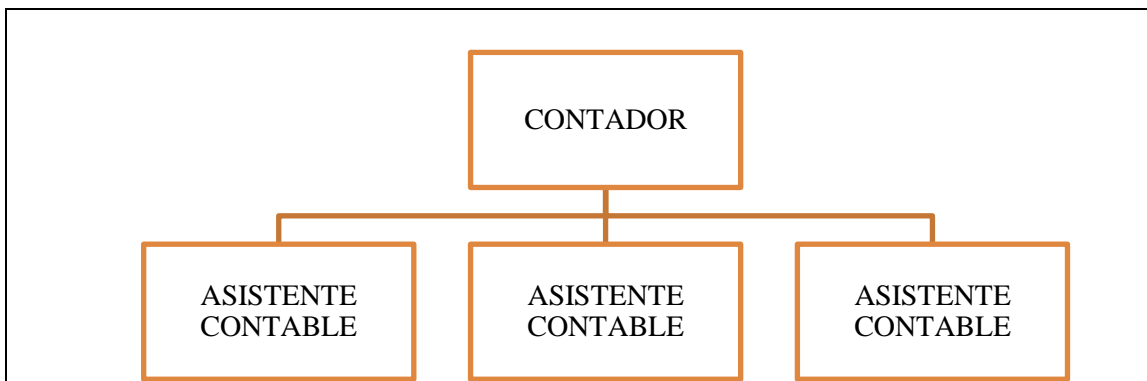 CONTADOR
ASISTENTE
CONTABLE
ASISTENTE
CONTABLE
ASISTENTE
CONTABLE